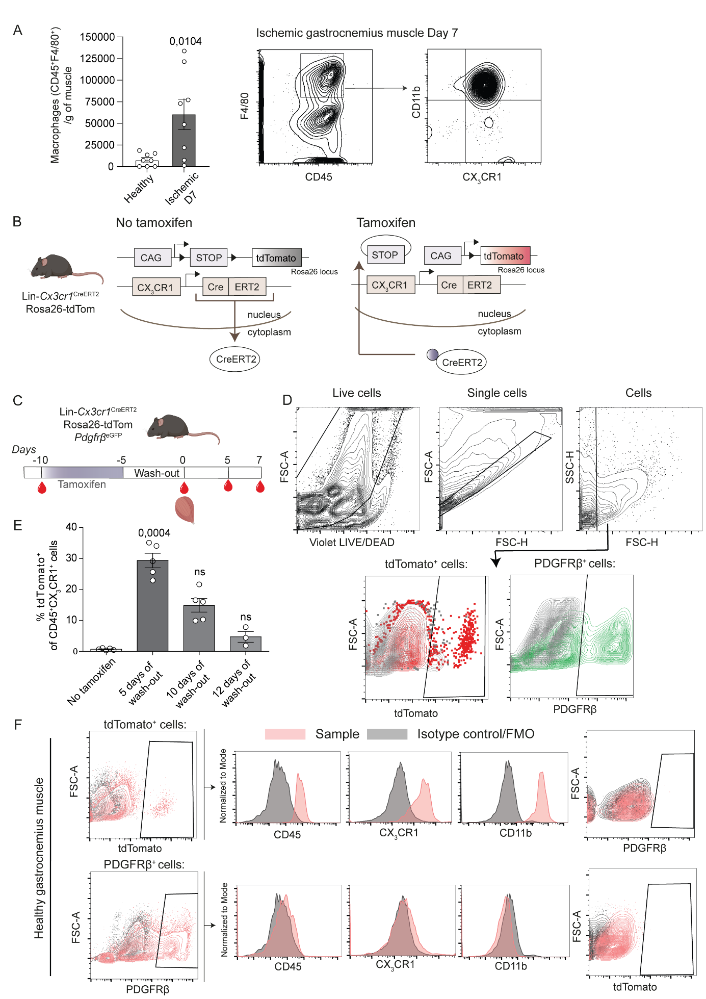 A
Macrophages (CD45⁺F4/80⁺)
/g of muscle
150000
125000
100000
75000
50000
25000
0
0,0104
Healthy
Ischemic
D7
Ischemic gastrocnemius muscle Day 7
F4/80
CD45
CD11b
CX₃CR1
B
No tamoxifen
Tamoxifen
Lin-Cx3cr1ᶜʳᵉᴱᴿᵀ²
Rosa26-tdTom
CAG
STOP
tdTomato
Rosa26 locus
CX₃CR1
Cre
ERT2
nucleus
cytoplasm
CreERT2
STOP
CAG
tdTomato
Rosa26 locus
CX₃CR1
Cre
ERT2
nucleus
cytoplasm
CreERT2
C
Lin-Cx3cr1ᶜʳᵉᴱᴿᵀ²
Rosa26-tdTom
Pdgfrβᵉᴳᶠᴾ
Days
-10
-5
0
5
7
Wash-out
Tamoxifen
D
Live cells
Single cells
Cells
FSC-A
Violet LIVE/DEAD
FSC-A
FSC-H
SSC-H
FSC-H
tdTomato⁺ cells:
PDGFRβ⁺ cells:
FSC-A
tdTomato
FSC-A
PDGFRβ
E
% tdTomato⁺
of CD45⁺CX₃CR1⁺ cells
40
30
20
10
0
0,0004
ns
ns
No tamoxifen
5 days of
wash-out
10 days of
wash-out
12 days of
wash-out
F
tdTomato⁺ cells:
Sample
Isotype control/FMO
Healthy gastrocnemius muscle
FSC-A
tdTomato
Normalized to Mode
CD45
CX₃CR1
CD11b
FSC-A
PDGFRβ
PDGFRβ⁺ cells:
FSC-A
PDGFRβ
Normalized to Mode
CD45
CX₃CR1
CD11b
FSC-A
tdTomato